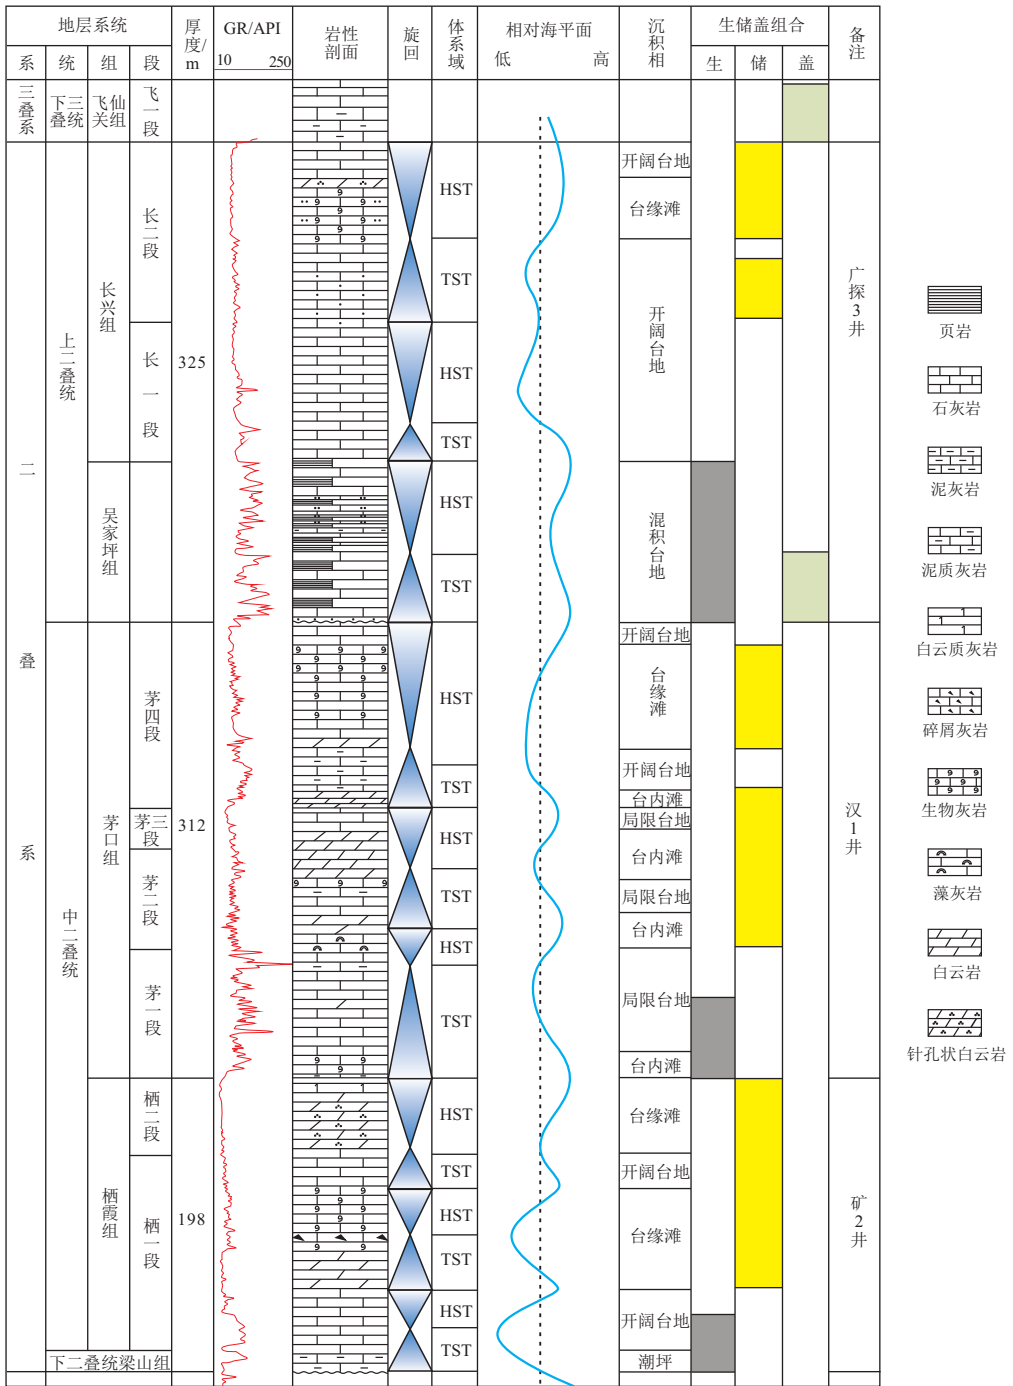 地层系统
厚度/m
GR/API
10 250
岩性剖面
旋回
体系域
相对海平面
低 高
沉积相
生储盖组合
备注
系 统 组 段
生 储 盖
三叠系
下三叠统
飞仙关组
飞一段
二叠系
上二叠统
长兴组
长二段
长一段
吴家坪组
325
中二叠统
茅口组
茅四段
茅三段
茅二段
茅一段
312
栖霞组
栖二段
栖一段
198
下二叠统梁山组
HST
TST
HST
TST
HST
TST
HST
TST
HST
TST
HST
TST
HST
TST
HST
TST
HST
TST
开阔台地
台缘滩
开阔台地
混积台地
开阔台地
台缘滩
开阔台地
台内滩
局限台地
台内滩
局限台地
台内滩
局限台地
台内滩
台缘滩
开阔台地
台缘滩
开阔台地
潮坪
广探3井
汉1井
矿2井
页岩
石灰岩
泥灰岩
泥质灰岩
白云质灰岩
碎屑灰岩
生物灰岩
藻灰岩
白云岩
针孔状白云岩